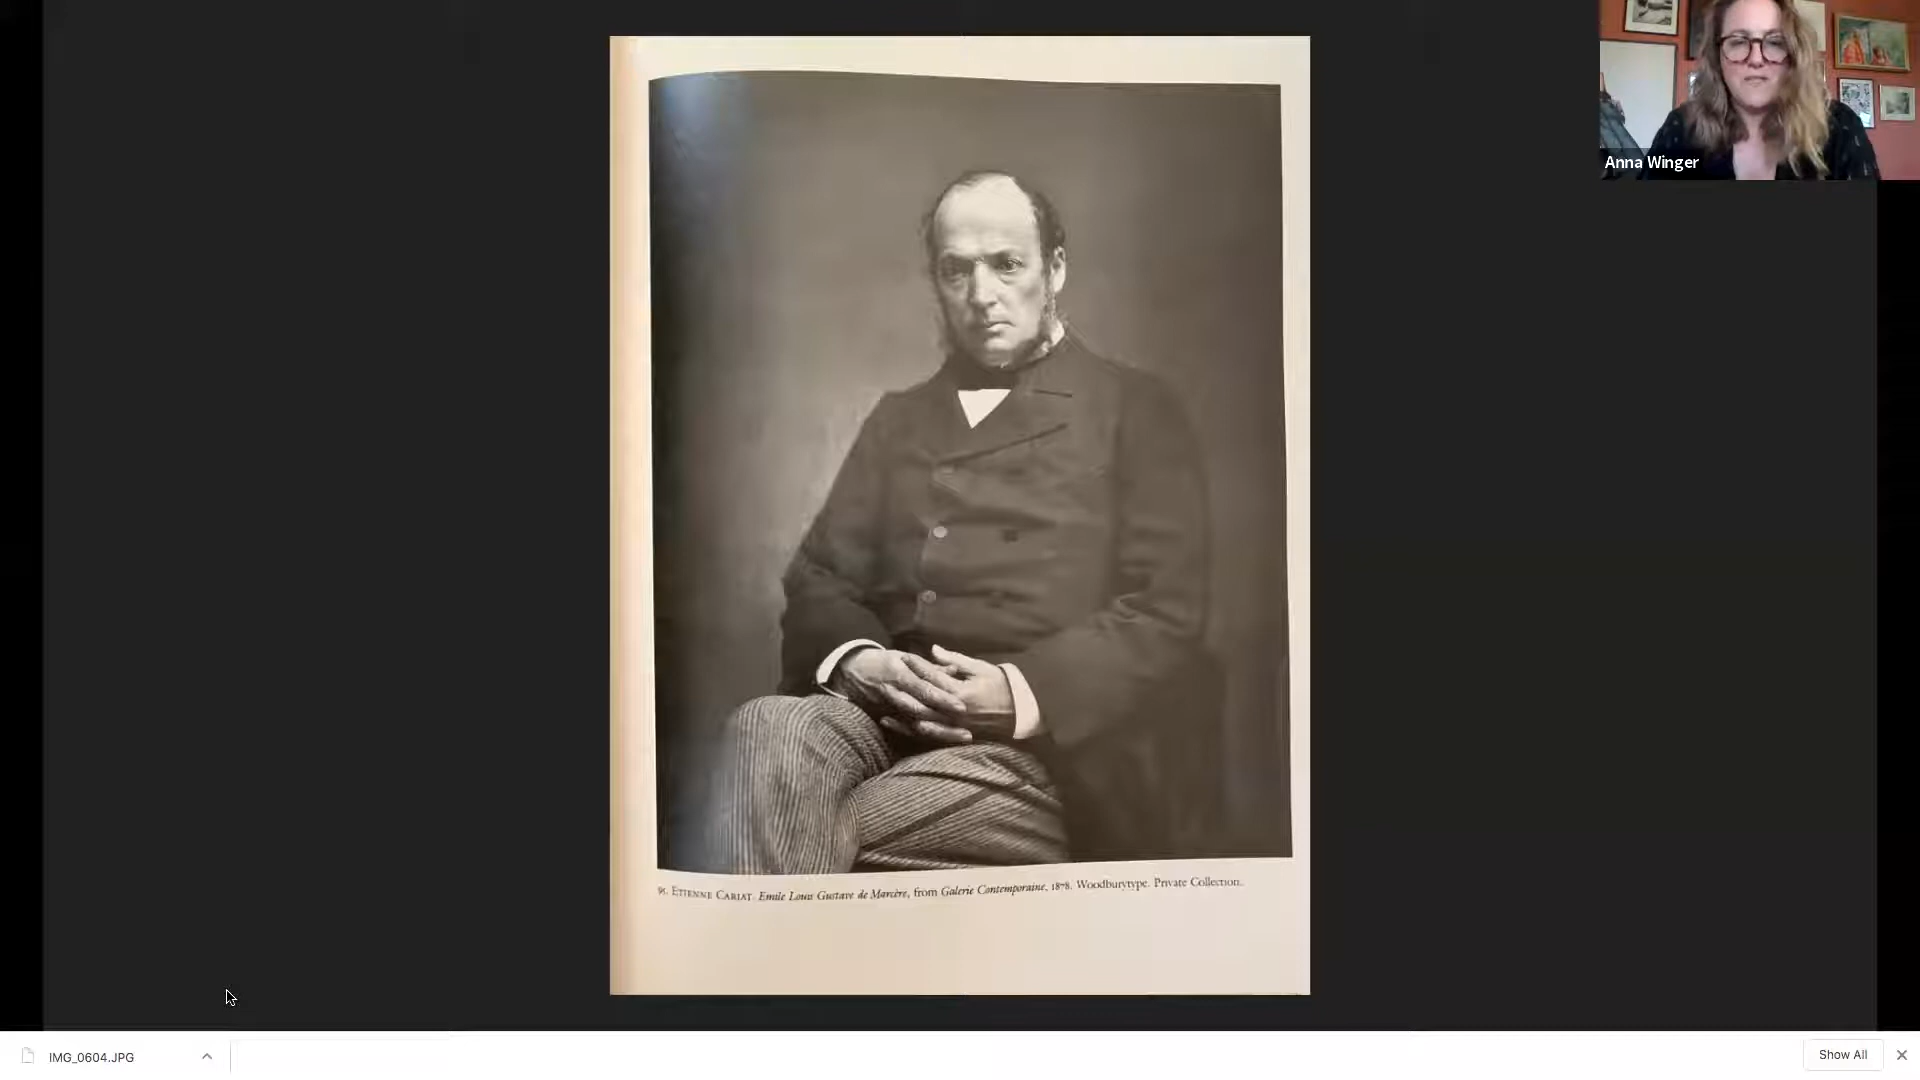 Anna Winger
95. ETIENNE CARJAT. Emile Louis Gustave de Marcère, from Galerie Contemporaine, 1878. Woodburytype. Private Collection.
IMG_0604.JPG
Show All